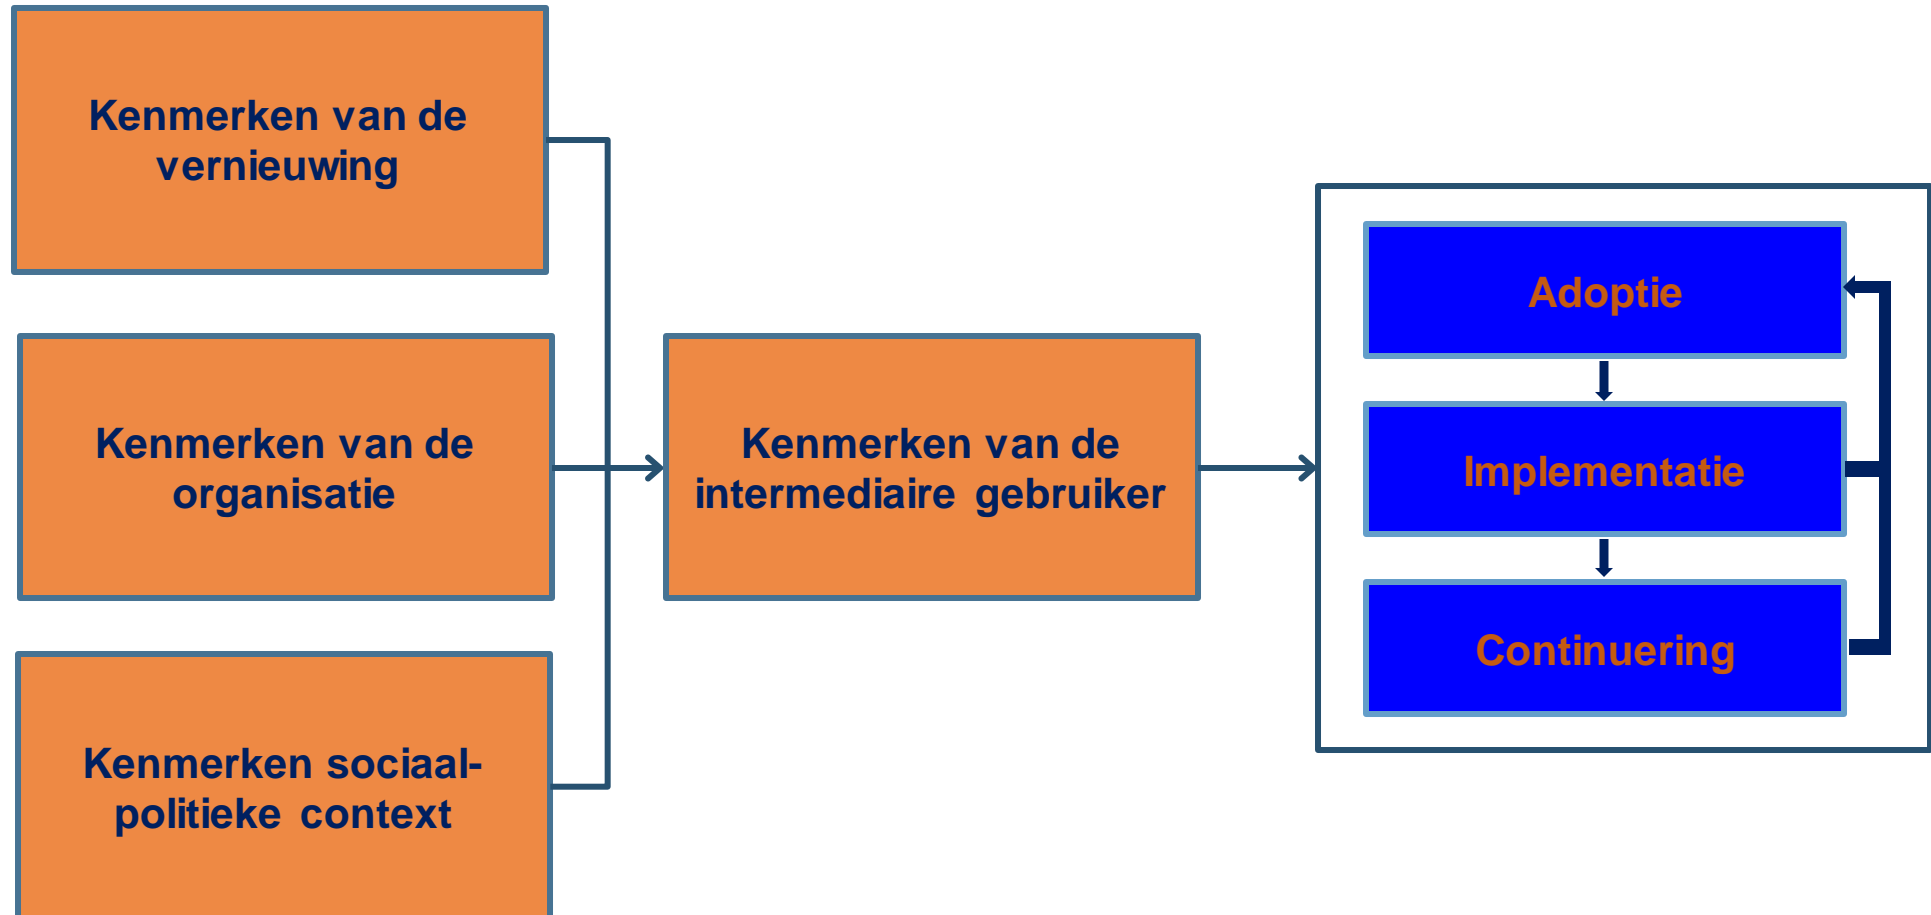 Kenmerken van de
vernieuwing
Kenmerken van de
organisatie
Kenmerken sociaal-
politieke context
Kenmerken van de
intermediaire gebruiker
Adoptie
Implementatie
Continuering